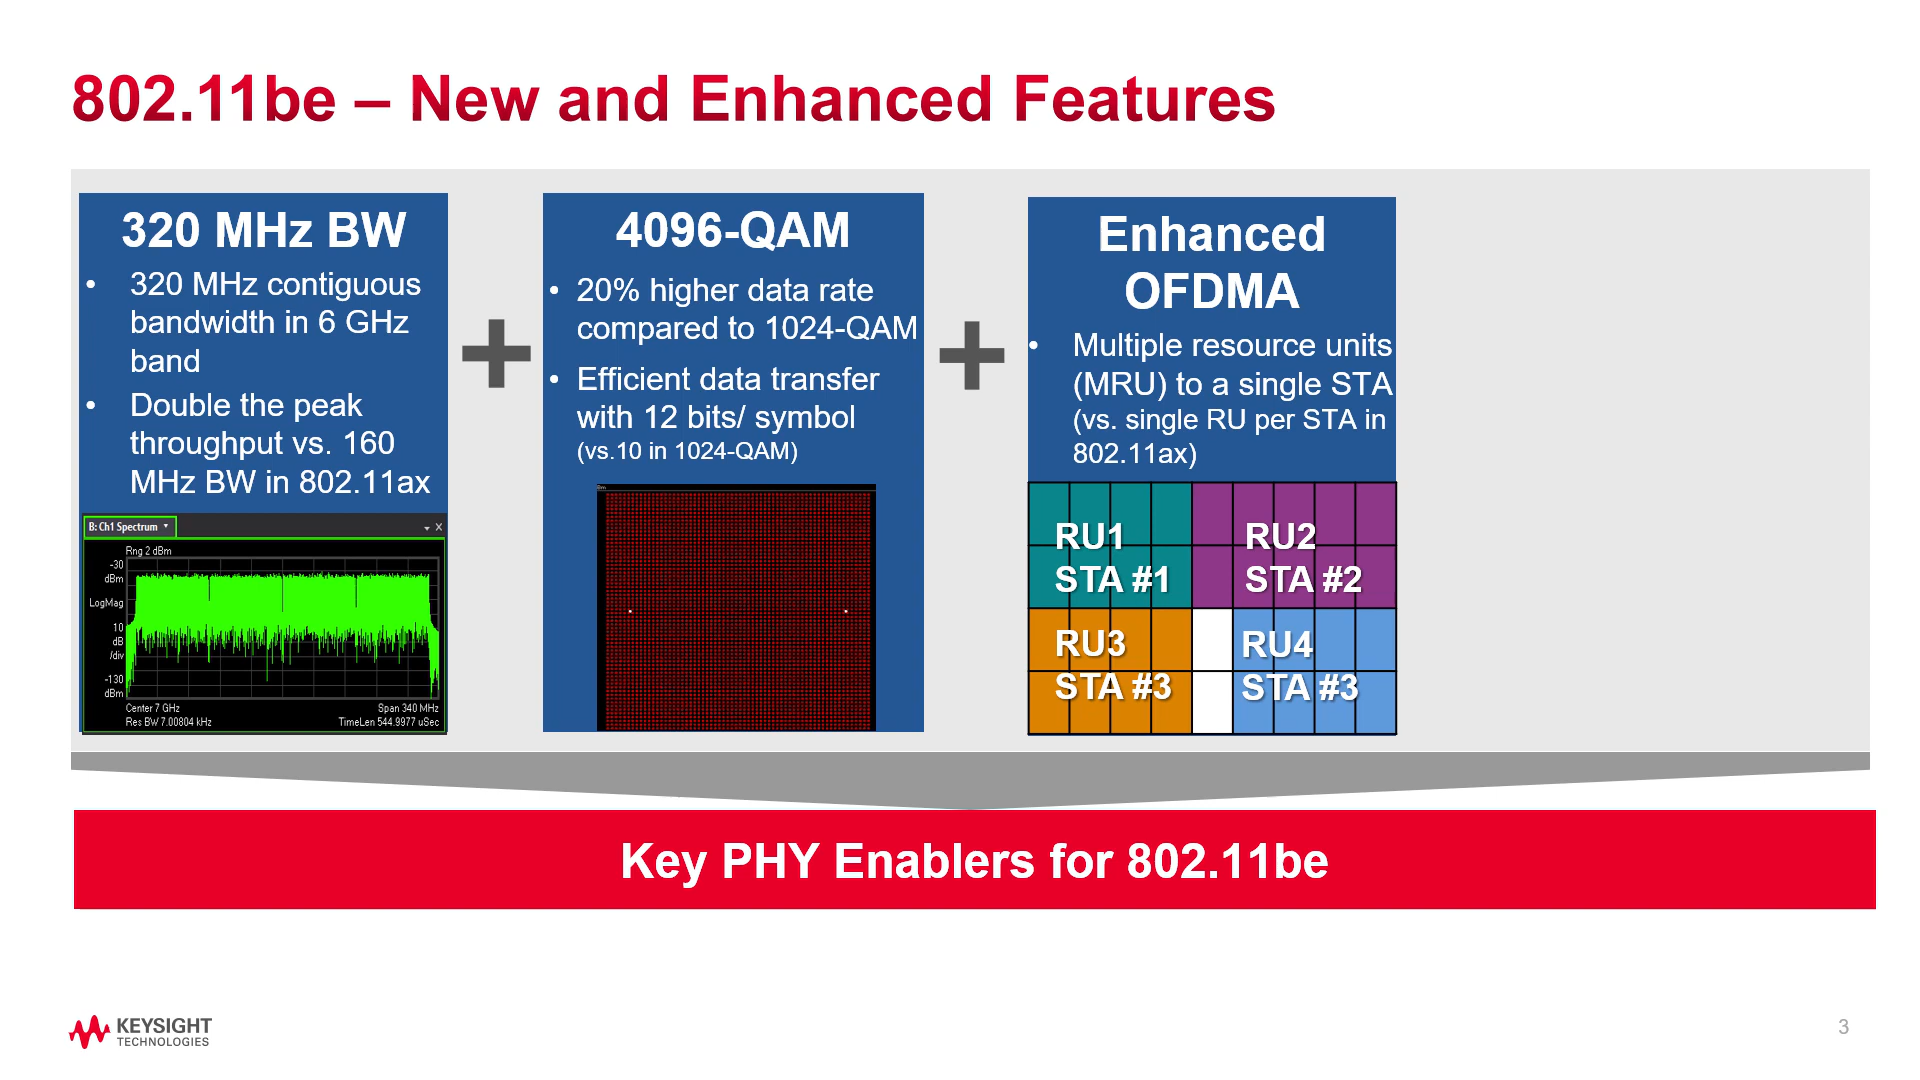 802.11be – New and Enhanced Features
320 MHz BW
• 320 MHz contiguous
bandwidth in 6 GHz
band
• Double the peak
throughput vs. 160
MHz BW in 802.11ax
B: Ch1 Spectrum
X
Rng 2 dBm
-30
dBm
LogMag
10
dB
/div
-130
dBm
Center 7 GHz
Span 340 MHz
Res BW 7.00804 kHz
TimeLen 544.9977 uSec
4096-QAM
• 20% higher data rate
compared to 1024-QAM
• Efficient data transfer
with 12 bits/ symbol
(vs.10 in 1024-QAM)
Enhanced
OFDMA
• Multiple resource units
(MRU) to a single STA
(vs. single RU per STA in
802.11ax)
RU1
STA #1
RU2
STA #2
RU3
STA #3
RU4
STA #3
Key PHY Enablers for 802.11be
KEYSIGHT
TECHNOLOGIES
3